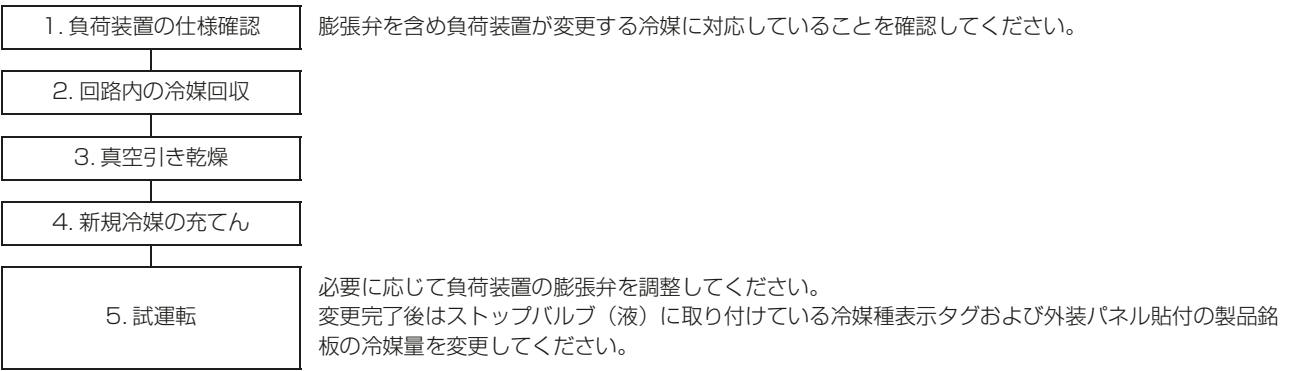 1. 負荷装置の仕様確認
膨張弁を含め負荷装置が変更する冷媒に対応していることを確認してください。
2. 回路内の冷媒回収
3. 真空引き乾燥
4. 新規冷媒の充てん
5. 試運転
必要に応じて負荷装置の膨張弁を調整してください。
変更完了後はストップバルブ（液）に取り付けている冷媒種表示タグおよび外装パネル貼付の製品銘
板の冷媒量を変更してください。